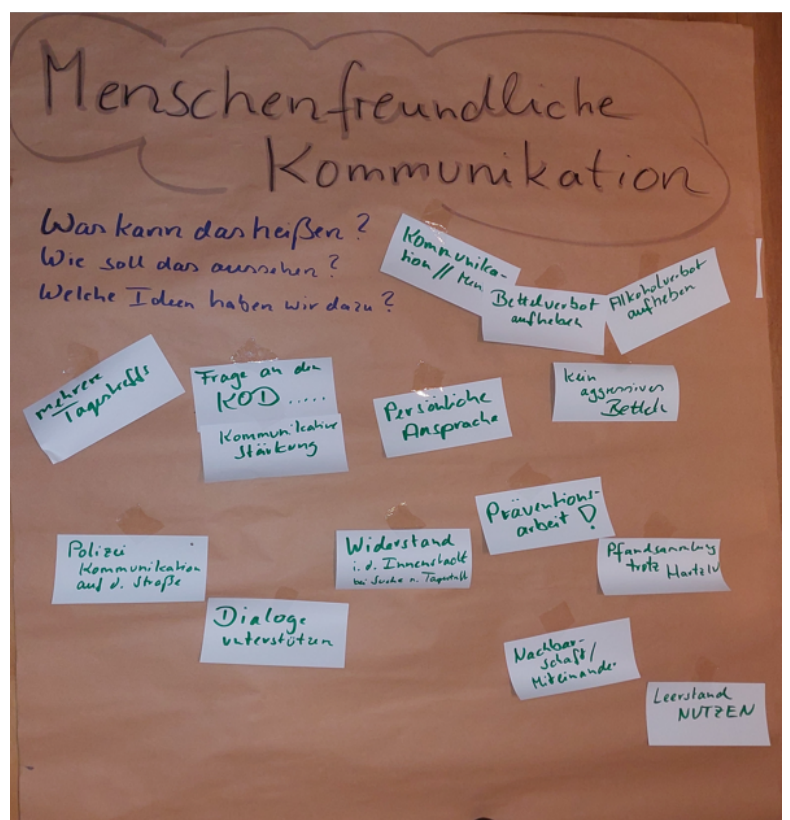 Menschenfreundliche
Kommunikation
Was kann das heißen?
Wie soll das aussehen?
Welche Ideen haben wir dazu?
Kommunika-
tion //
Bettelverbot
aufheben
Alkoholverbot
aufheben
Mehrere
Tagestreffs
Frage an den
KOD .....
Kommunikative
Stärkung
Persönliche
Ansprache
Kein
aggressives
Betteln
Polizei
Kommunikation
auf d. Straße
Dialoge
unterstützen
Widerstand
i. d. Innenstadt
bei Suche n. Tagestreff
Präventions-
arbeit !
Pfandsammlung
trotz Hartz IV
Nachbar-
schaft /
Miteinander
Leerstand
NUTZEN